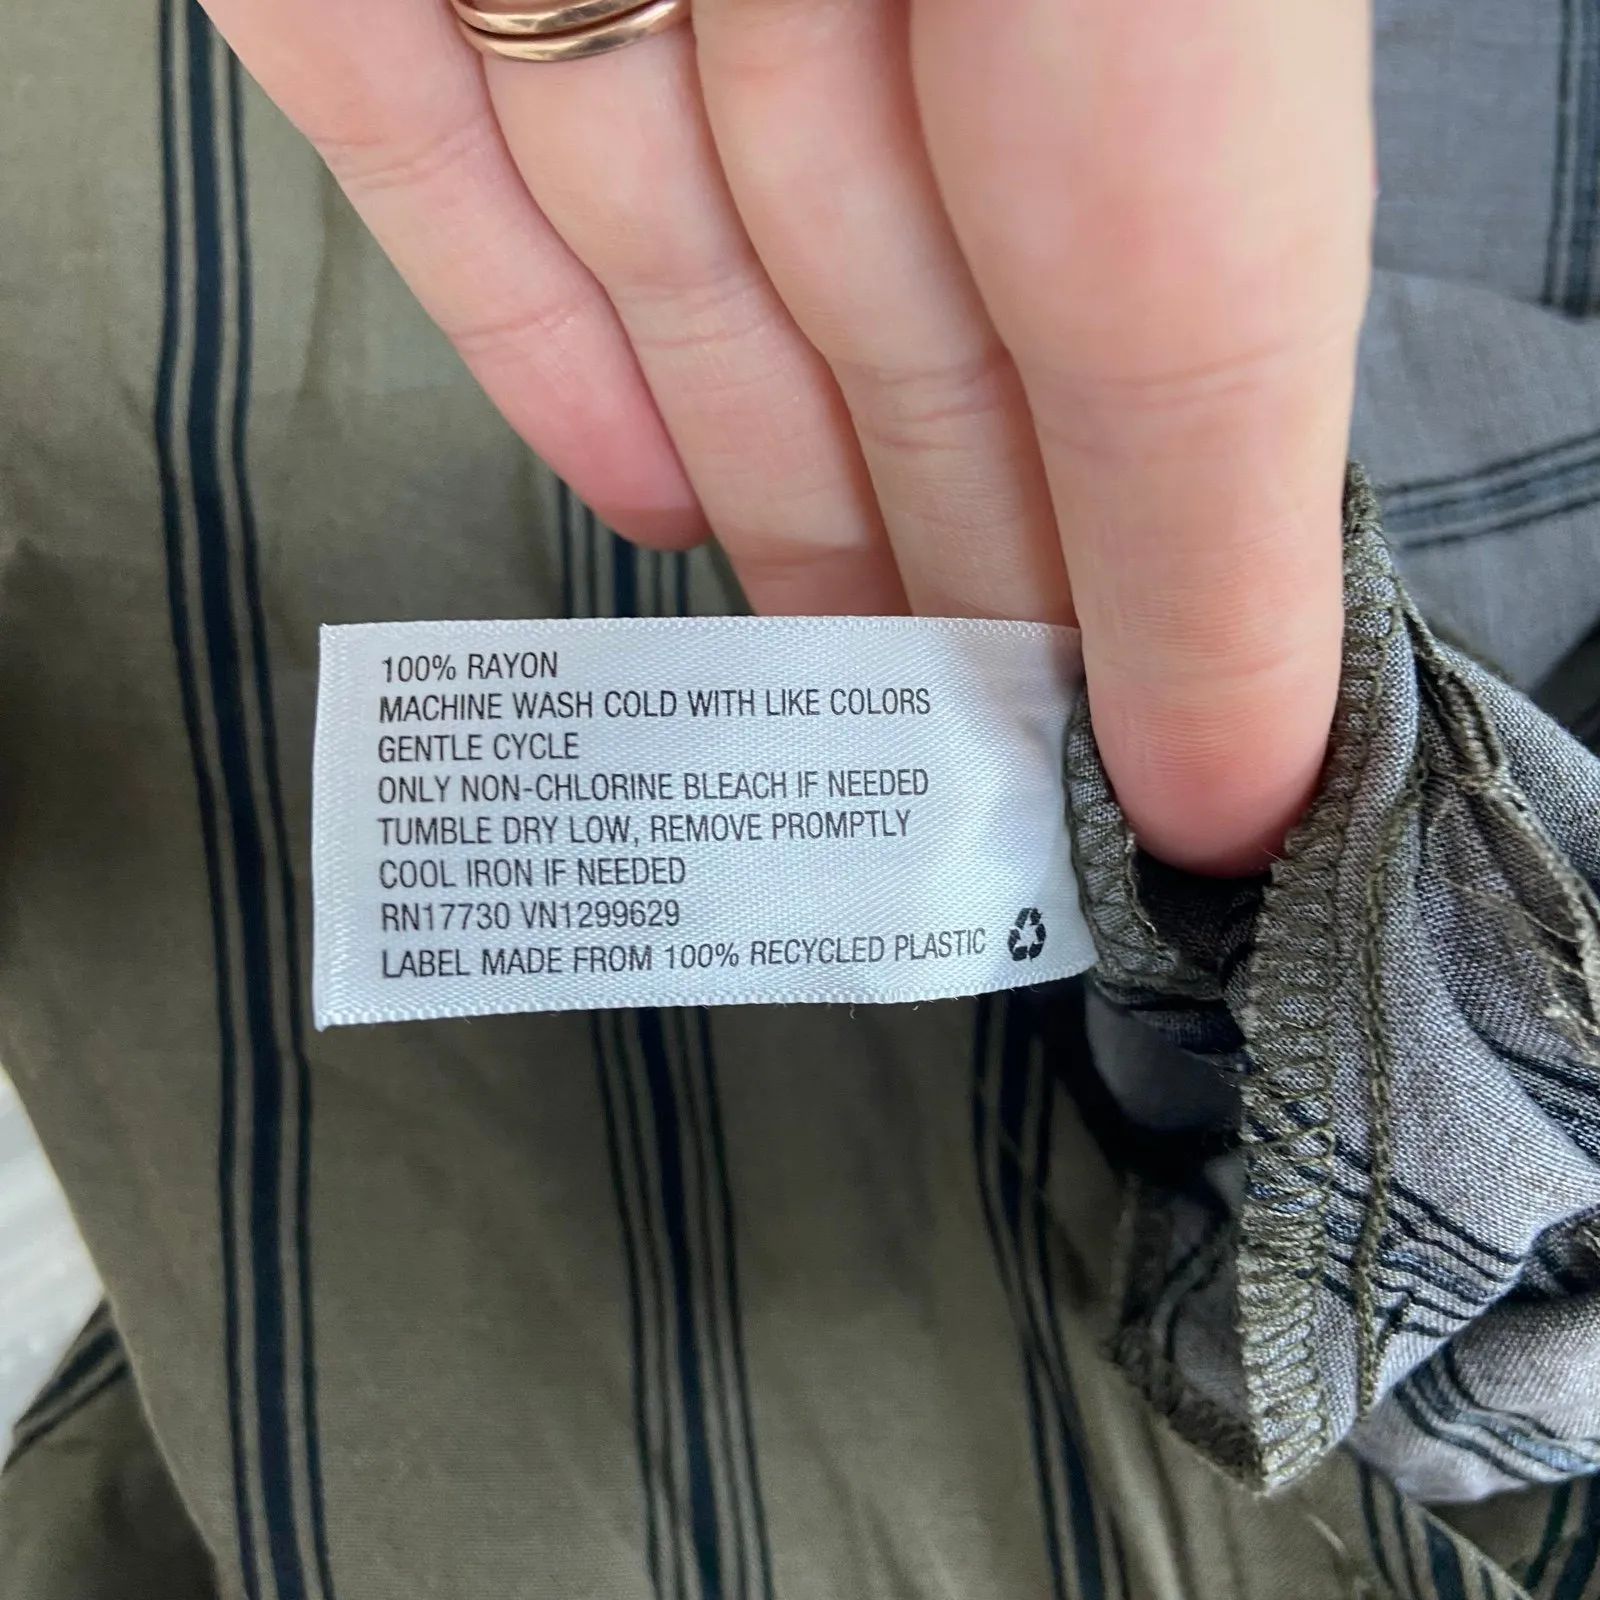 100% RAYON
MACHINE WASH COLD WITH LIKE COLORS
GENTLE CYCLE
ONLY NON-CHLORINE BLEACH IF NEEDED
TUMBLE DRY LOW, REMOVE PROMPTLY
COOL IRON IF NEEDED
RN17730 VN1299629
LABEL MADE FROM 100% RECYCLED PLASTIC